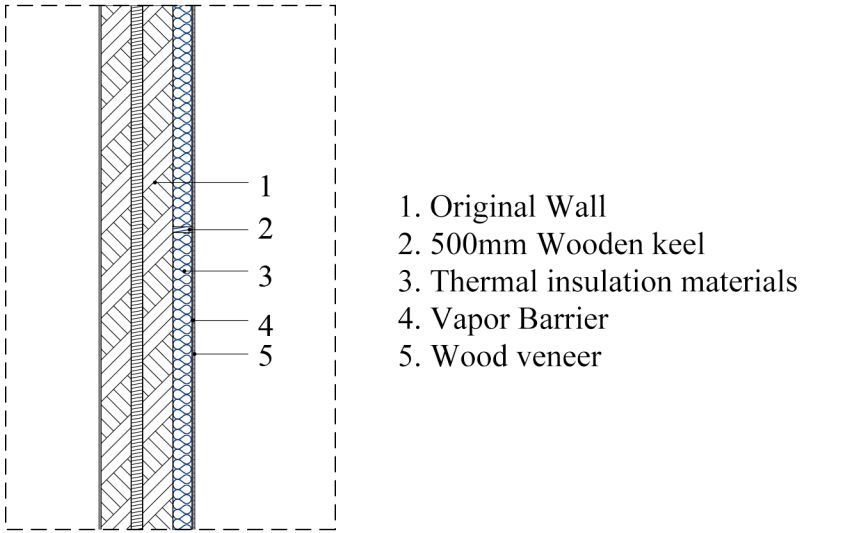 1
2
3
4
5
1. Original Wall
2. 500mm Wooden keel
3. Thermal insulation materials
4. Vapor Barrier
5. Wood veneer